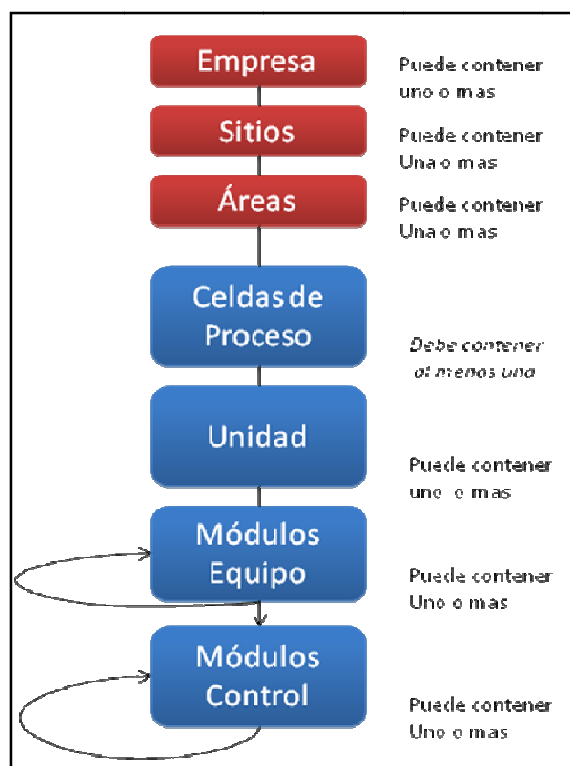 Empresa
Puede contener
uno o mas
Sitios
Puede contener
Una o mas
Áreas
Puede contener
Una o mas
Celdas de
Proceso
Debe contener
al menos una
Unidad
Puede contener
uno o mas
Módulos
Equipo
Puede contener
Uno o mas
Módulos
Control
Puede contener
Uno o mas